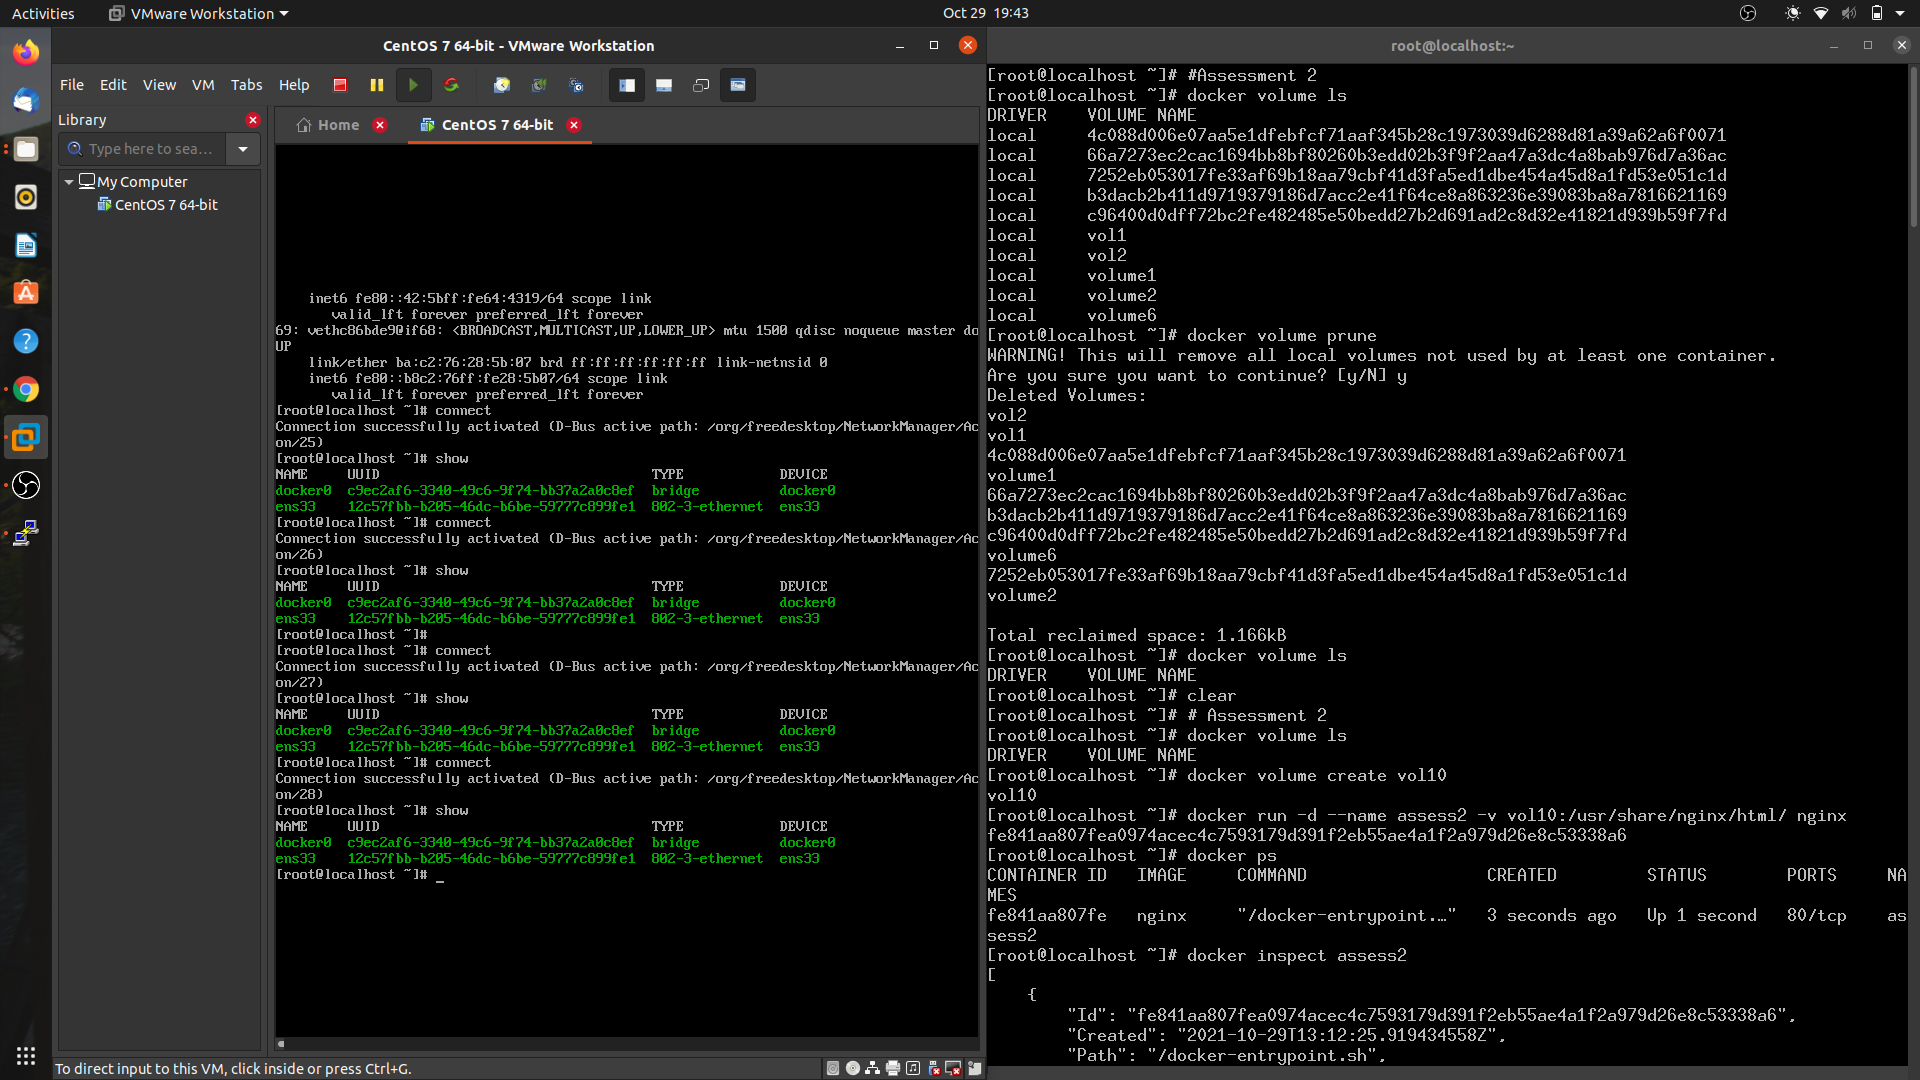 Activities
VMware Workstation
Oct 29 19:43
CentOS 7 64-bit - VMware Workstation
File Edit View VM Tabs Help
Library
Type here to sea...
My Computer
CentOS 7 64-bit
Home
CentOS 7 64-bit
inet6 fe80::42:5bff:fe64:4319/64 scope link
valid_lft forever preferred_lft forever
69: vethc86bde9@if68: <BROADCAST,MULTICAST,UP,LOWER_UP> mtu 1500 qdisc noqueue master do
UP
link/ether ba:c2:76:28:5b:07 brd ff:ff:ff:ff:ff:ff link-netnsid 0
inet6 fe80::b8c2:76ff:fe28:5b07/64 scope link
valid_lft forever preferred_lft forever
[root@localhost ~]# connect
Connection successfully activated (D-Bus active path: /org/freedesktop/NetworkManager/Ac
on/25)
[root@localhost ~]# show
NAME UUID TYPE DEVICE
docker0 c9ec2af6-3340-49c6-9f74-bb37a2a0c8ef bridge docker0
ens33 12c57fbb-b205-46dc-b6be-59777c899fe1 802-3-ethernet ens33
[root@localhost ~]# connect
Connection successfully activated (D-Bus active path: /org/freedesktop/NetworkManager/Ac
on/26)
[root@localhost ~]# show
NAME UUID TYPE DEVICE
docker0 c9ec2af6-3340-49c6-9f74-bb37a2a0c8ef bridge docker0
ens33 12c57fbb-b205-46dc-b6be-59777c899fe1 802-3-ethernet ens33
[root@localhost ~]#
[root@localhost ~]# connect
Connection successfully activated (D-Bus active path: /org/freedesktop/NetworkManager/Ac
on/27)
[root@localhost ~]# show
NAME UUID TYPE DEVICE
docker0 c9ec2af6-3340-49c6-9f74-bb37a2a0c8ef bridge docker0
ens33 12c57fbb-b205-46dc-b6be-59777c899fe1 802-3-ethernet ens33
[root@localhost ~]# connect
Connection successfully activated (D-Bus active path: /org/freedesktop/NetworkManager/Ac
on/28)
[root@localhost ~]# show
NAME UUID TYPE DEVICE
docker0 c9ec2af6-3340-49c6-9f74-bb37a2a0c8ef bridge docker0
ens33 12c57fbb-b205-46dc-b6be-59777c899fe1 802-3-ethernet ens33
[root@localhost ~]# _
To direct input to this VM, click inside or press Ctrl+G.
root@localhost:~
[root@localhost ~]# #Assessment 2
[root@localhost ~]# docker volume ls
DRIVER VOLUME NAME
local 4c088d006e07aa5e1dfebfcf71aaf345b28c1973039d6288d81a39a62a6f0071
local 66a7273ec2cac1694bb8bf80260b3edd02b3f9f2aa47a3dc4a8bab976d7a36ac
local 7252eb053017fe33af69b18aa79cbf41d3fa5ed1dbe454a45d8a1fd53e051c1d
local b3dacb2b411d9719379186d7acc2e41f64ce8a863236e39083ba8a7816621169
local c96400d0dff72bc2fe482485e50bedd27b2d691ad2c8d32e41821d939b59f7fd
local vol1
local vol2
local volume1
local volume2
local volume6
[root@localhost ~]# docker volume prune
WARNING! This will remove all local volumes not used by at least one container.
Are you sure you want to continue? [y/N] y
Deleted Volumes:
vol2
vol1
4c088d006e07aa5e1dfebfcf71aaf345b28c1973039d6288d81a39a62a6f0071
volume1
66a7273ec2cac1694bb8bf80260b3edd02b3f9f2aa47a3dc4a8bab976d7a36ac
b3dacb2b411d9719379186d7acc2e41f64ce8a863236e39083ba8a7816621169
c96400d0dff72bc2fe482485e50bedd27b2d691ad2c8d32e41821d939b59f7fd
volume6
7252eb053017fe33af69b18aa79cbf41d3fa5ed1dbe454a45d8a1fd53e051c1d
volume2
Total reclaimed space: 1.166kB
[root@localhost ~]# docker volume ls
DRIVER VOLUME NAME
[root@localhost ~]# clear
[root@localhost ~]# # Assessment 2
[root@localhost ~]# docker volume ls
DRIVER VOLUME NAME
[root@localhost ~]# docker volume create vol10
vol10
[root@localhost ~]# docker run -d --name assess2 -v vol10:/usr/share/nginx/html/ nginx
fe841aa807fea0974acec4c7593179d391f2eb55ae4a1f2a979d26e8c53338a6
[root@localhost ~]# docker ps
CONTAINER ID IMAGE COMMAND CREATED STATUS PORTS NA
MES
fe841aa807fe nginx "/docker-entrypoint.…" 3 seconds ago Up 1 second 80/tcp as
sess2
[root@localhost ~]# docker inspect assess2
[
{
"Id": "fe841aa807fea0974acec4c7593179d391f2eb55ae4a1f2a979d26e8c53338a6",
"Created": "2021-10-29T13:12:25.919434558Z",
"Path": "/docker-entrypoint.sh",